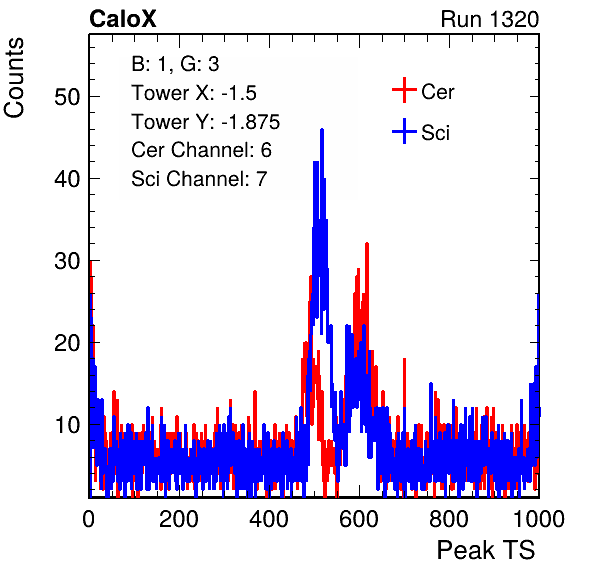 CaloX Run 1320
Counts
B: 1, G: 3
Tower X: -1.5
Tower Y: -1.875
Cer Channel: 6
Sci Channel: 7
Cer
Sci
50
40
30
20
10
0 200 400 600 800 1000
Peak TS